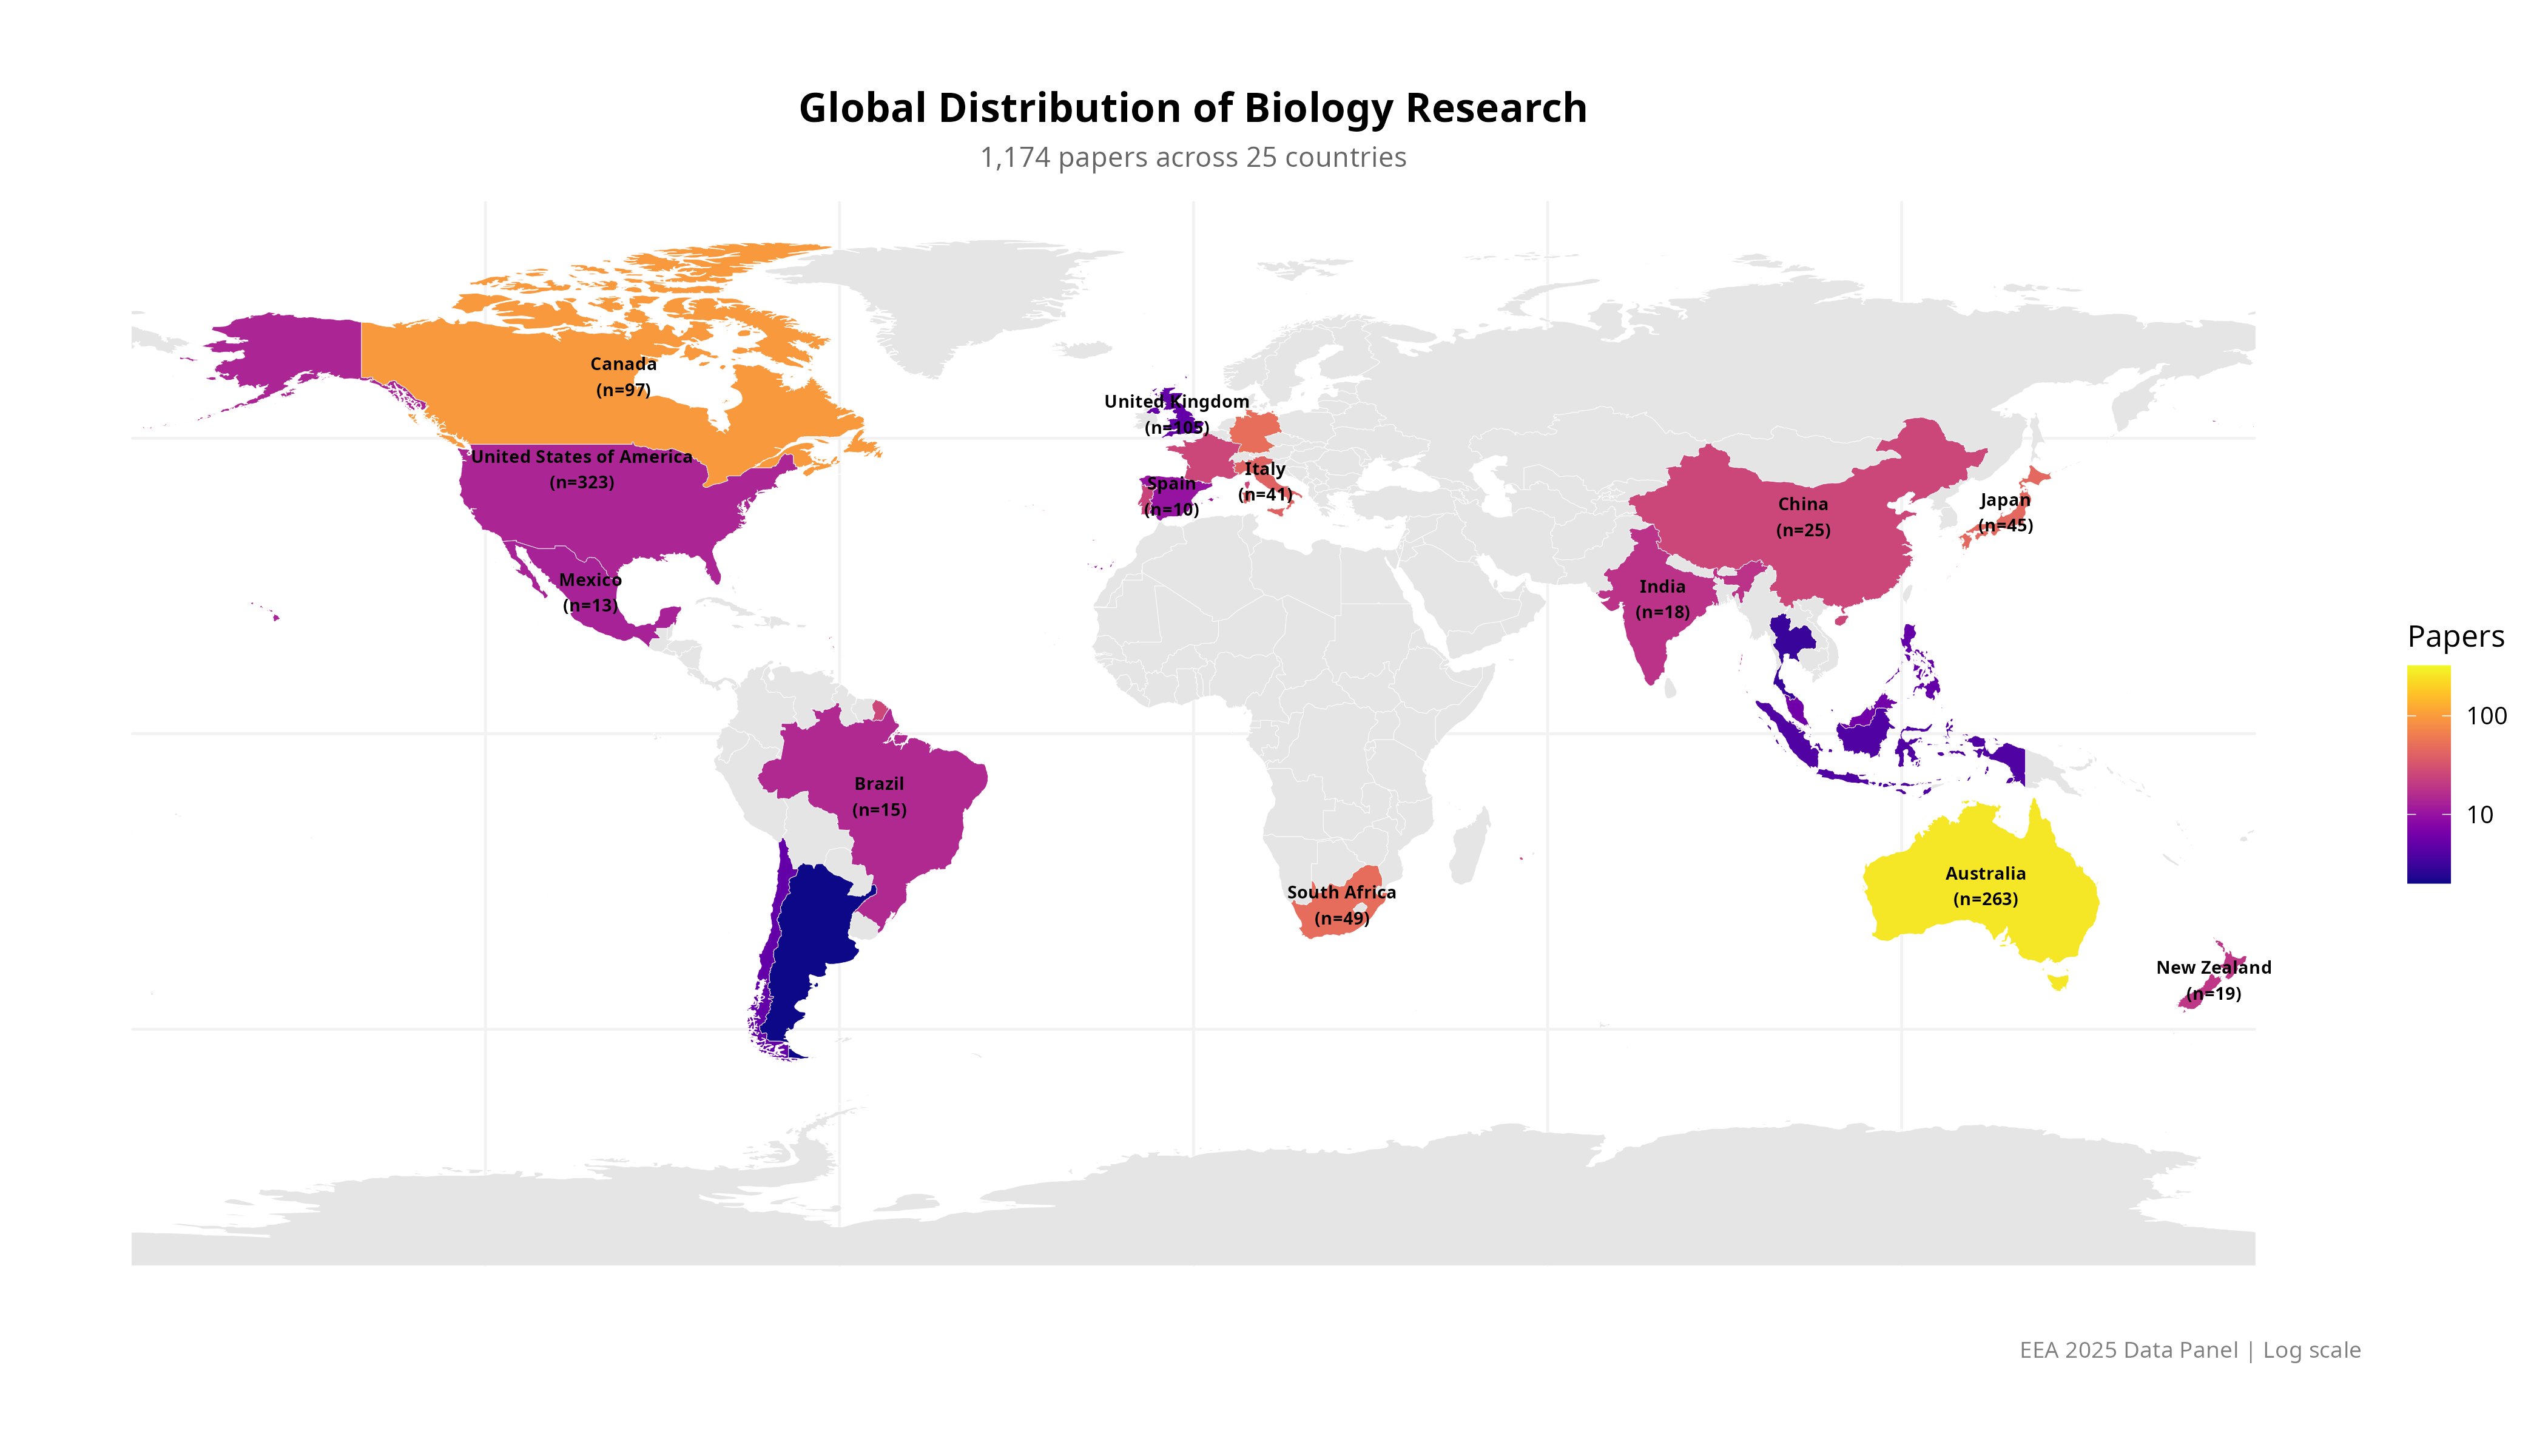 Global Distribution of Biology Research
1,174 papers across 25 countries
Canada
(n=97)
United Kingdom
(n=105)
United States of America
(n=323)
Italy
(n=41)
Spain
(n=10)
China
(n=25)
Japan
(n=45)
Mexico
(n=13)
India
(n=18)
Papers
100
10
Brazil
(n=15)
South Africa
(n=49)
Australia
(n=263)
New Zealand
(n=19)
EEA 2025 Data Panel | Log scale